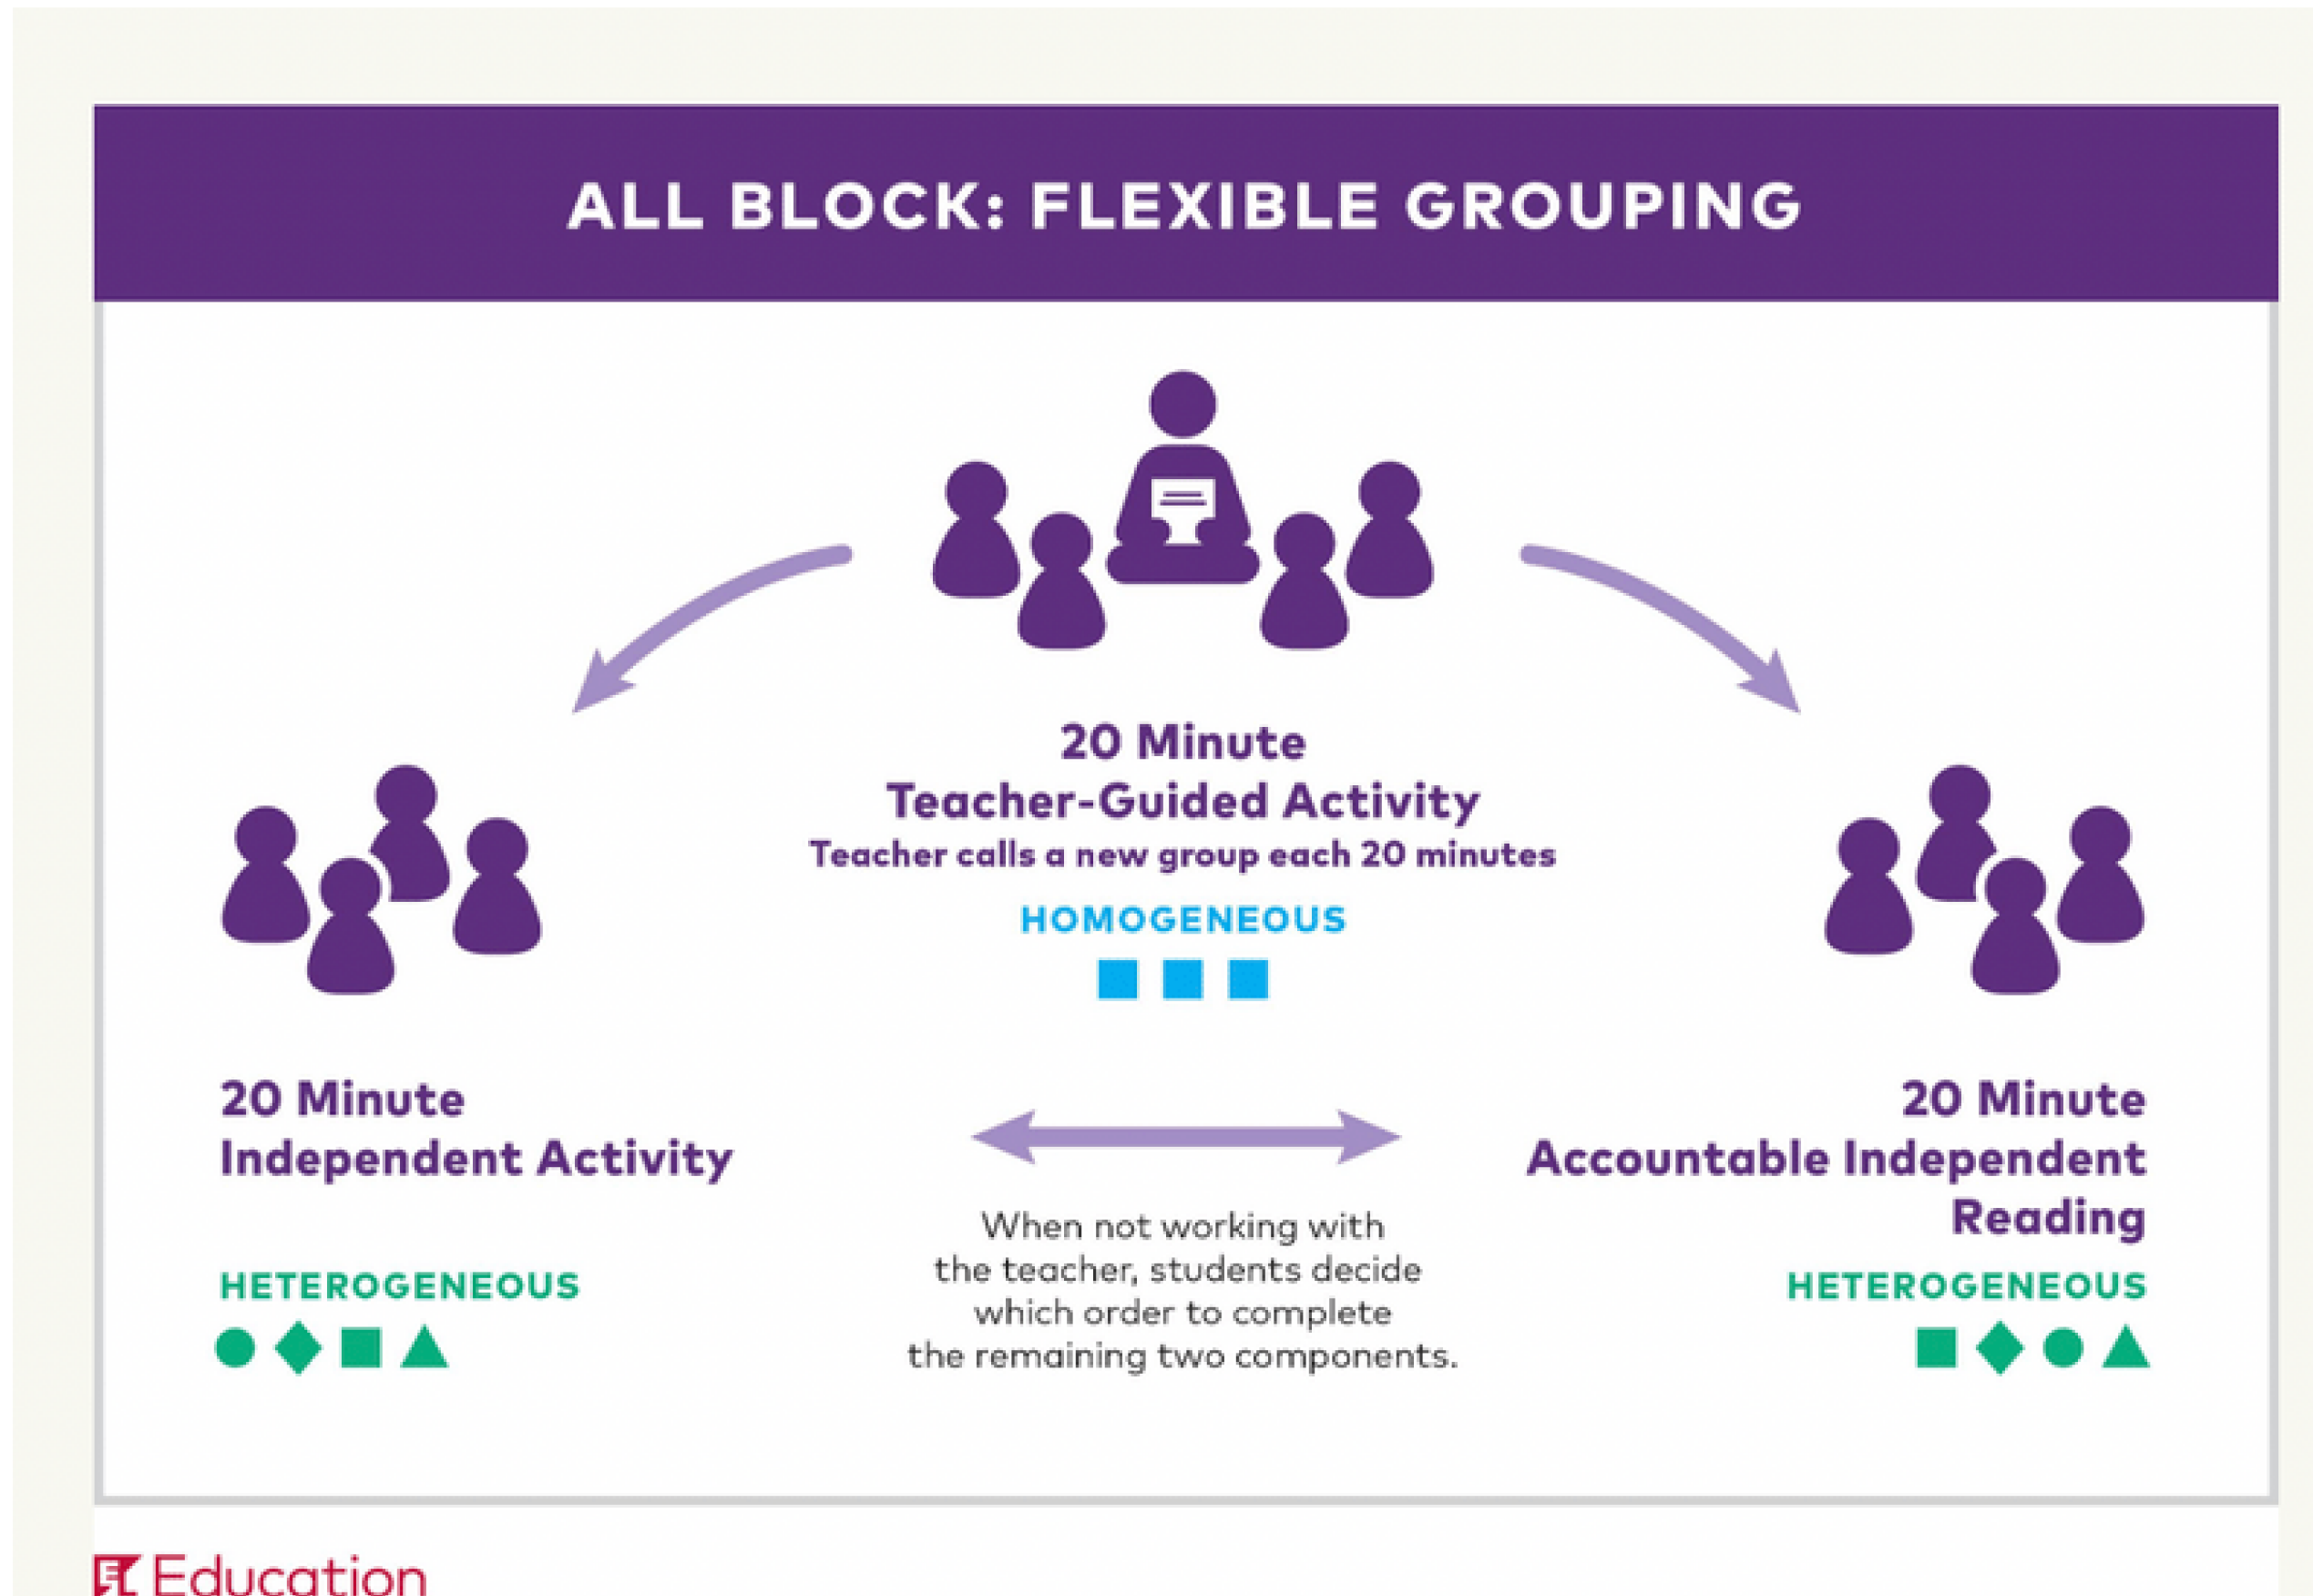 ALL BLOCK: FLEXIBLE GROUPING
20 Minute
Teacher-Guided Activity
Teacher calls a new group each 20 minutes
HOMOGENEOUS
20 Minute
Independent Activity
HETEROGENEOUS
When not working with
the teacher, students decide
which order to complete
the remaining two components.
20 Minute
Accountable Independent
Reading
HETEROGENEOUS
EL Education